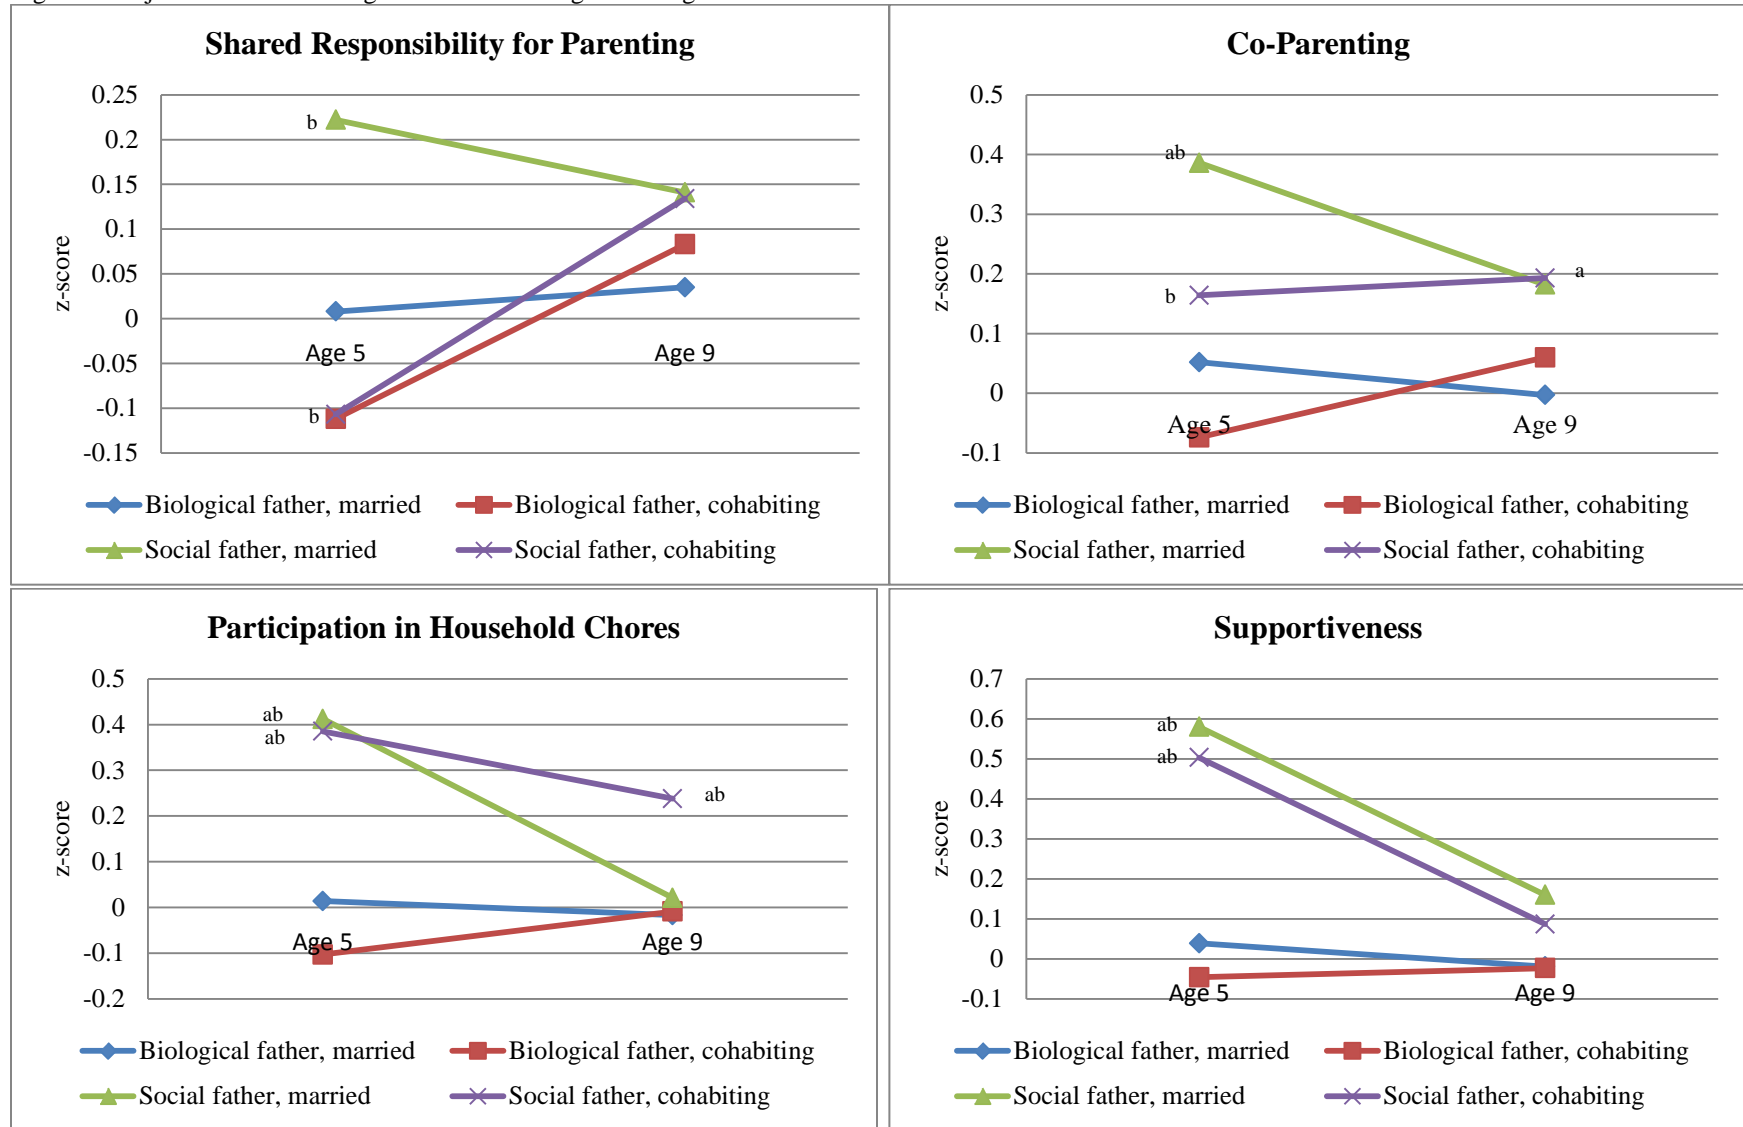 Shared Responsibility for Parenting
0.25
0.2
0.15
0.1
0.05
0
-0.05
-0.1
-0.15
z-score
b
b
Age 5
Age 9
Biological father, married
Biological father, cohabiting
Social father, married
Social father, cohabiting
Co-Parenting
0.5
0.4
0.3
0.2
0.1
0
-0.1
z-score
ab
b
a
Age 5
Age 9
Biological father, married
Biological father, cohabiting
Social father, married
Social father, cohabiting
Participation in Household Chores
0.5
0.4
0.3
0.2
0.1
0
-0.1
-0.2
z-score
ab
ab
ab
Age 5
Age 9
Biological father, married
Biological father, cohabiting
Social father, married
Social father, cohabiting
Supportiveness
0.7
0.6
0.5
0.4
0.3
0.2
0.1
0
-0.1
z-score
ab
ab
Age 5
Age 9
Biological father, married
Biological father, cohabiting
Social father, married
Social father, cohabiting